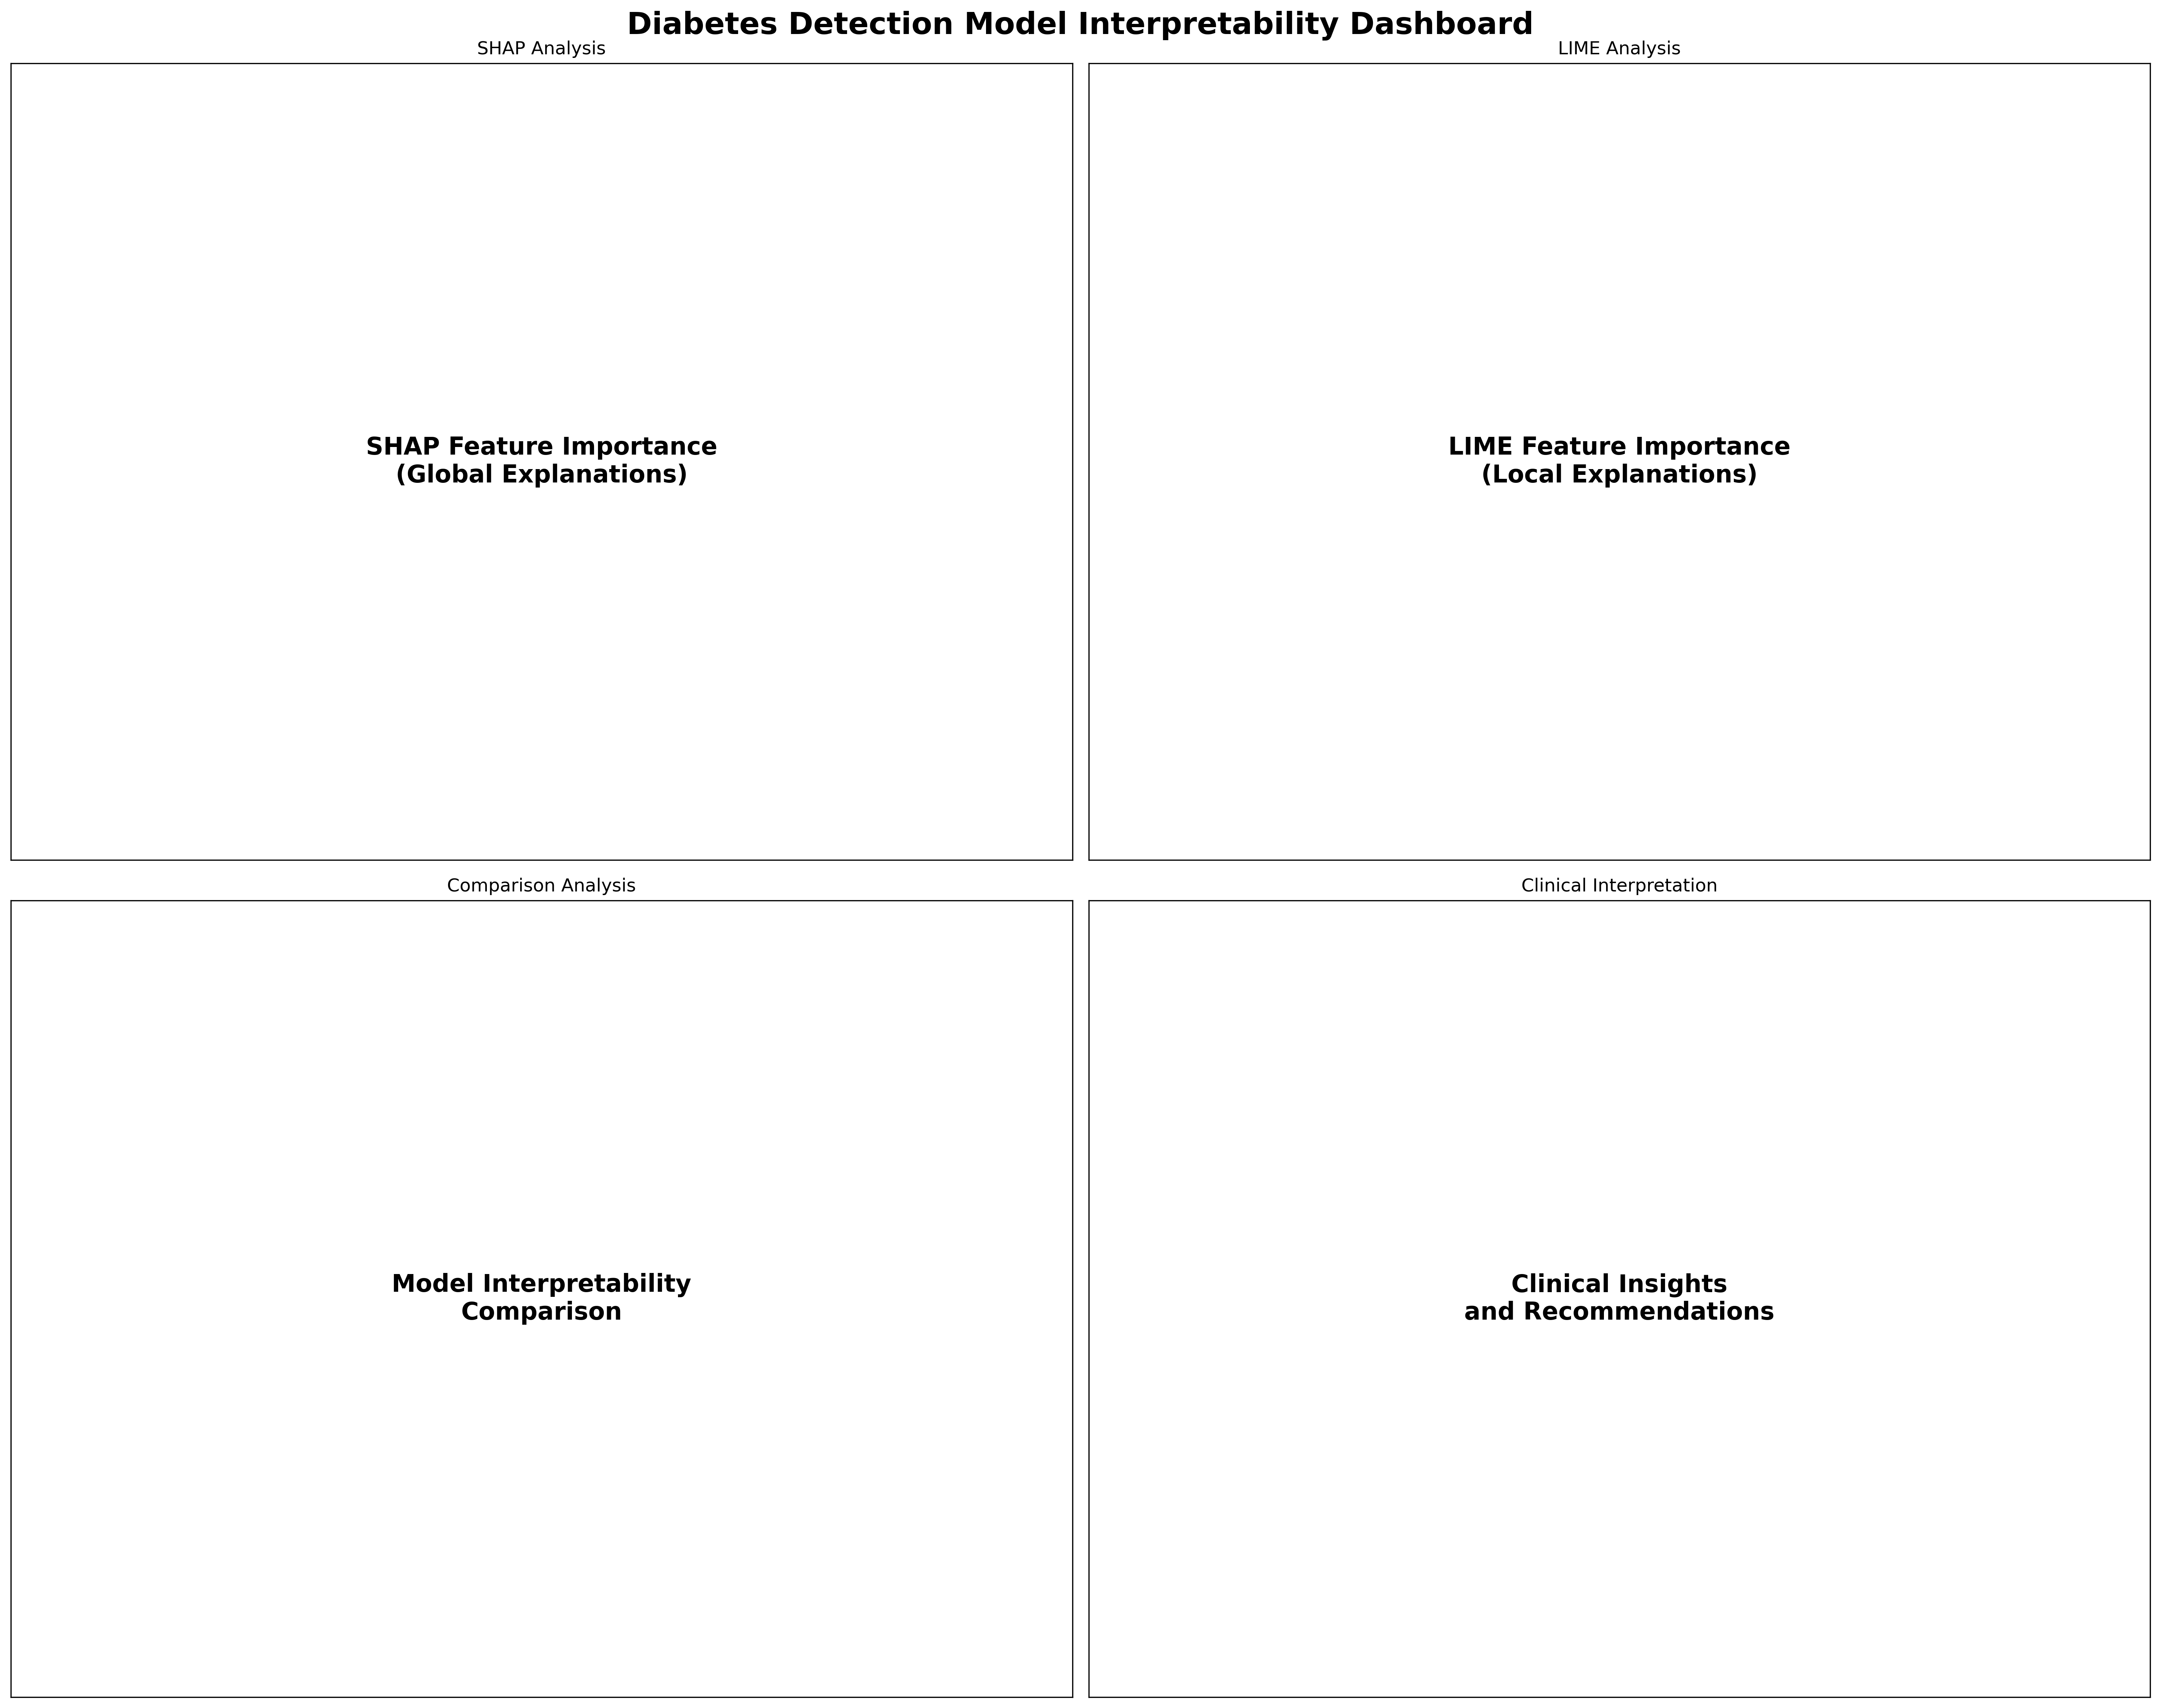 Diabetes Detection Model Interpretability Dashboard
SHAP Analysis
SHAP Feature Importance
(Global Explanations)
LIME Analysis
LIME Feature Importance
(Local Explanations)
Comparison Analysis
Model Interpretability
Comparison
Clinical Interpretation
Clinical Insights
and Recommendations